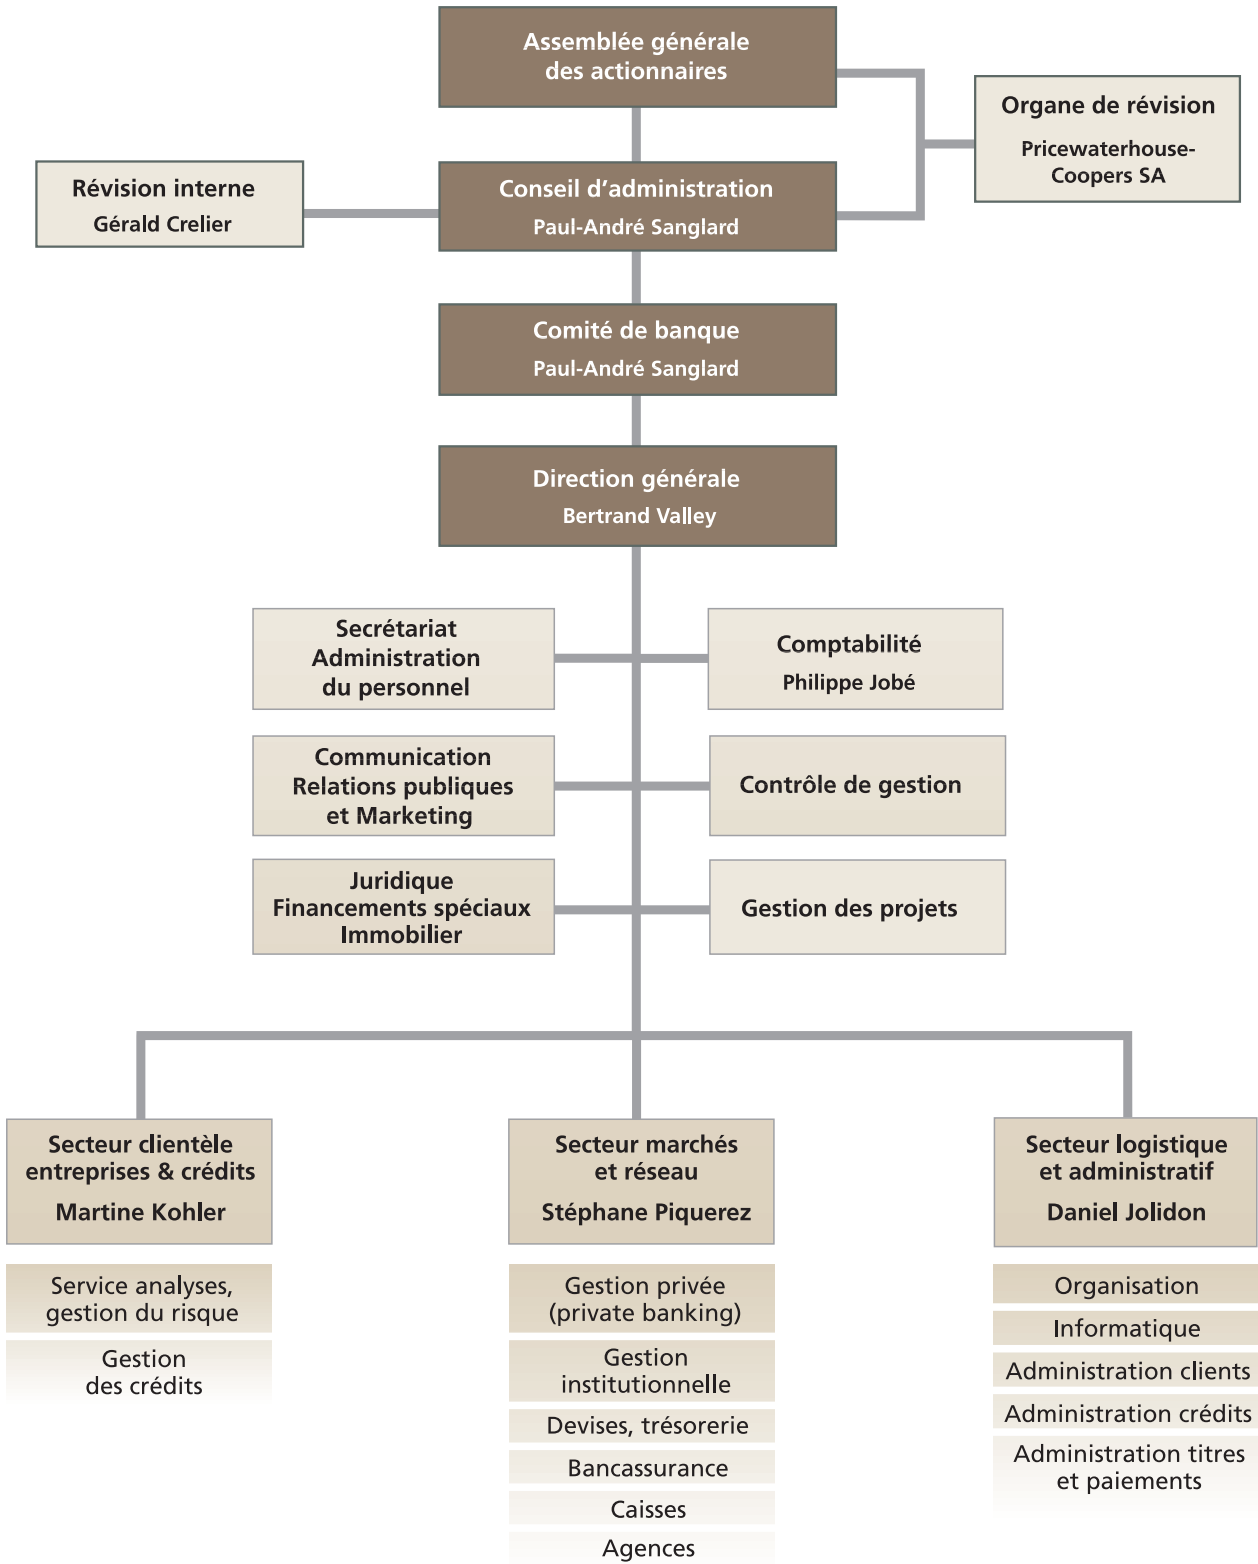 Assemblée générale
des actionnaires
Organe de révision
Pricewaterhouse-
Coopers SA
Révision interne
Gérald Crelier
Conseil d'administration
Paul-André Sanglard
Comité de banque
Paul-André Sanglard
Direction générale
Bertrand Valley
Secrétariat
Administration
du personnel
Comptabilité
Philippe Jobé
Communication
Relations publiques
et Marketing
Contrôle de gestion
Juridique
Financements spéciaux
Immobilier
Gestion des projets
Secteur clientèle
entreprises & crédits
Martine Kohler
Service analyses,
gestion du risque
Gestion
des crédits
Secteur marchés
et réseau
Stéphane Piquerez
Gestion privée
(private banking)
Gestion
institutionnelle
Devises, trésorerie
Bancassurance
Caisses
Agences
Secteur logistique
et administratif
Daniel Jolidon
Organisation
Informatique
Administration clients
Administration crédits
Administration titres
et paiements